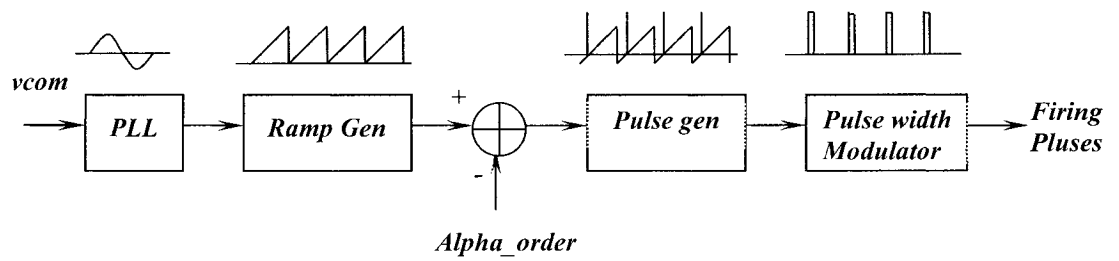 vcom
PLL
Ramp Gen
+
-
Alpha_order
Pulse gen
Pulse width
Modulator
Firing
Pluses